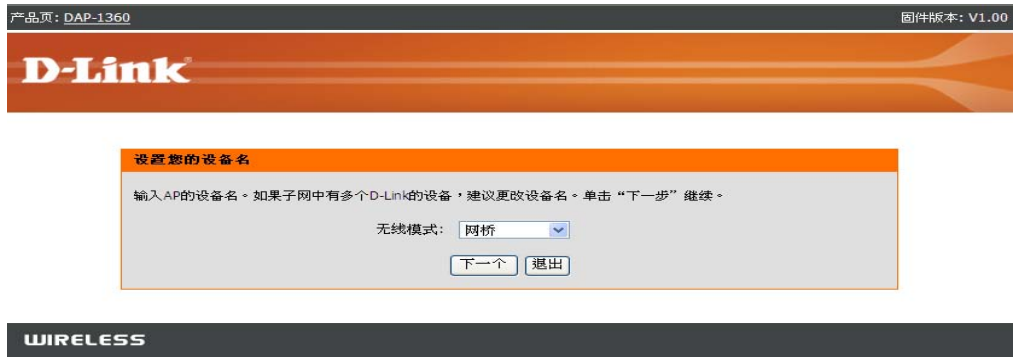 产品页: DAP-1360 固件版本: V1.00
D-Link
设置您的设备名
输入AP的设备名。如果子网中有多个D-Link的设备，建议更改设备名。单击“下一步”继续。
无线模式: 网桥
下一个 退出
WIRELESS